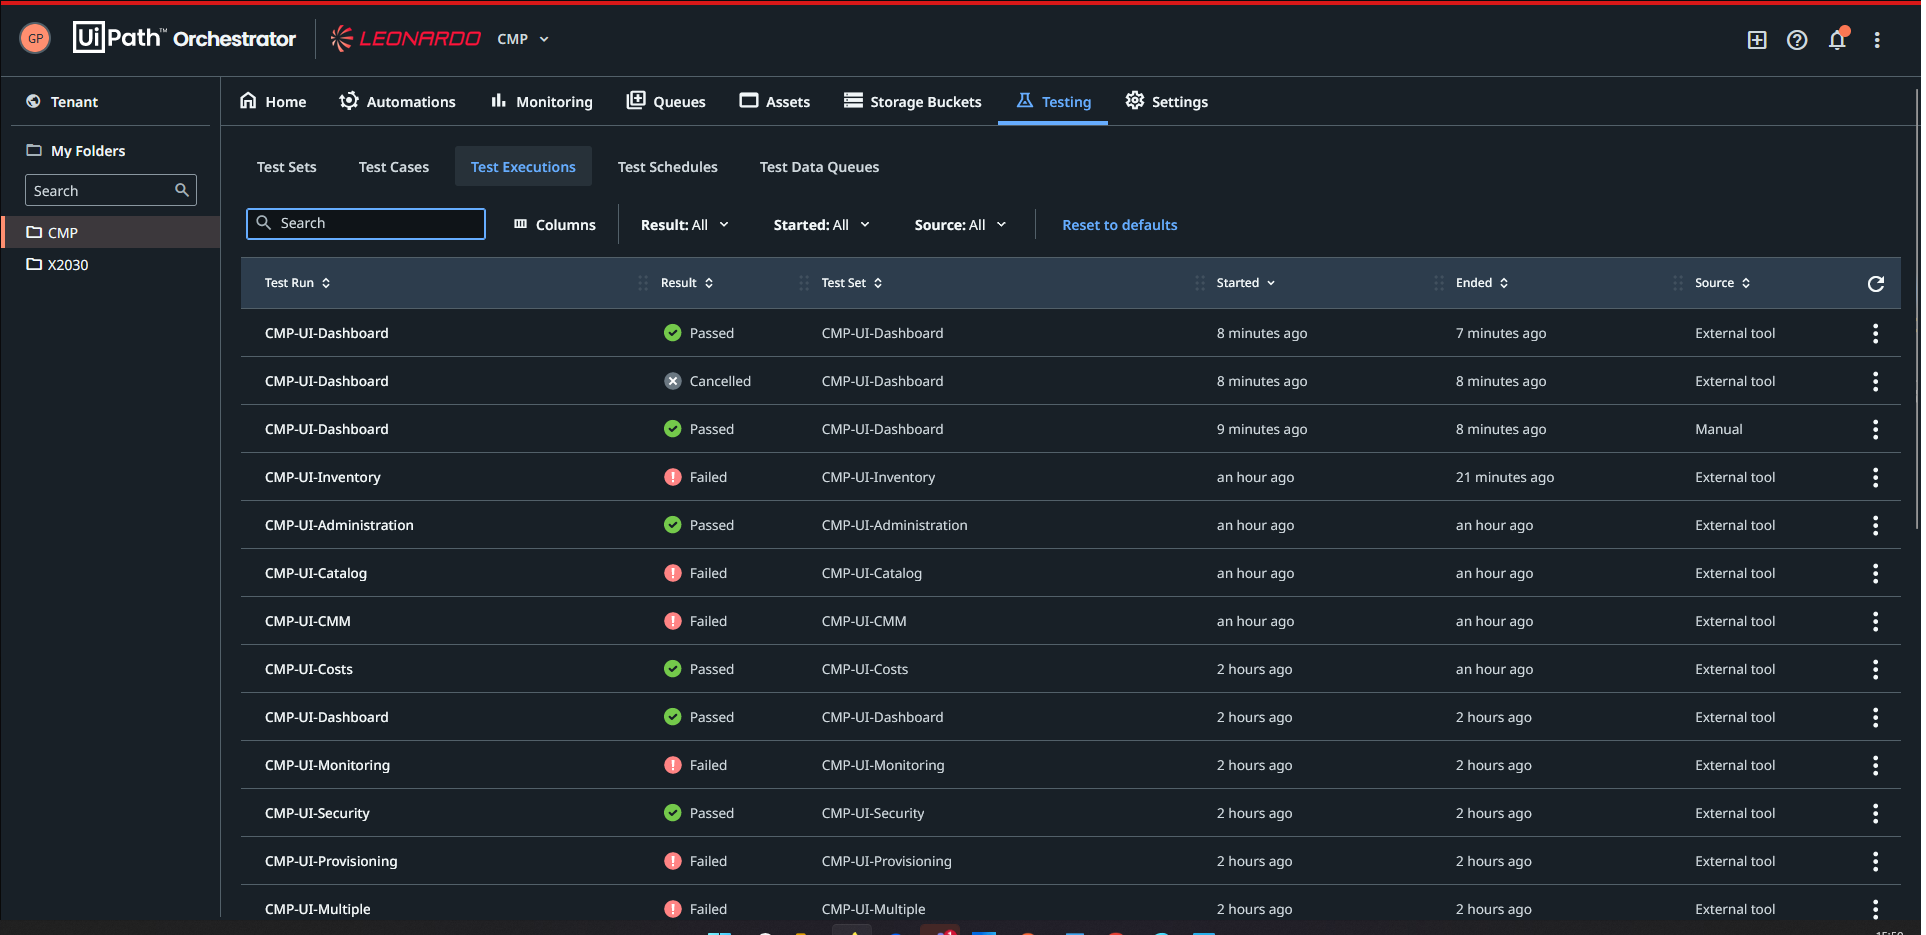 GP UiPath™ Orchestrator LEONARDO CMP
Tenant
My Folders
Search
CMP
X2030
Home Automations Monitoring Queues Assets Storage Buckets Testing Settings
Test Sets Test Cases Test Executions Test Schedules Test Data Queues
Search Columns Result: All Started: All Source: All Reset to defaults
Test Run Result Test Set Started Ended Source
CMP-UI-Dashboard Passed CMP-UI-Dashboard 8 minutes ago 7 minutes ago External tool
CMP-UI-Dashboard Cancelled CMP-UI-Dashboard 8 minutes ago 8 minutes ago External tool
CMP-UI-Dashboard Passed CMP-UI-Dashboard 9 minutes ago 8 minutes ago Manual
CMP-UI-Inventory Failed CMP-UI-Inventory an hour ago 21 minutes ago External tool
CMP-UI-Administration Passed CMP-UI-Administration an hour ago an hour ago External tool
CMP-UI-Catalog Failed CMP-UI-Catalog an hour ago an hour ago External tool
CMP-UI-CMM Failed CMP-UI-CMM an hour ago an hour ago External tool
CMP-UI-Costs Passed CMP-UI-Costs 2 hours ago an hour ago External tool
CMP-UI-Dashboard Passed CMP-UI-Dashboard 2 hours ago 2 hours ago External tool
CMP-UI-Monitoring Failed CMP-UI-Monitoring 2 hours ago 2 hours ago External tool
CMP-UI-Security Passed CMP-UI-Security 2 hours ago 2 hours ago External tool
CMP-UI-Provisioning Failed CMP-UI-Provisioning 2 hours ago 2 hours ago External tool
CMP-UI-Multiple Failed CMP-UI-Multiple 2 hours ago 2 hours ago External tool